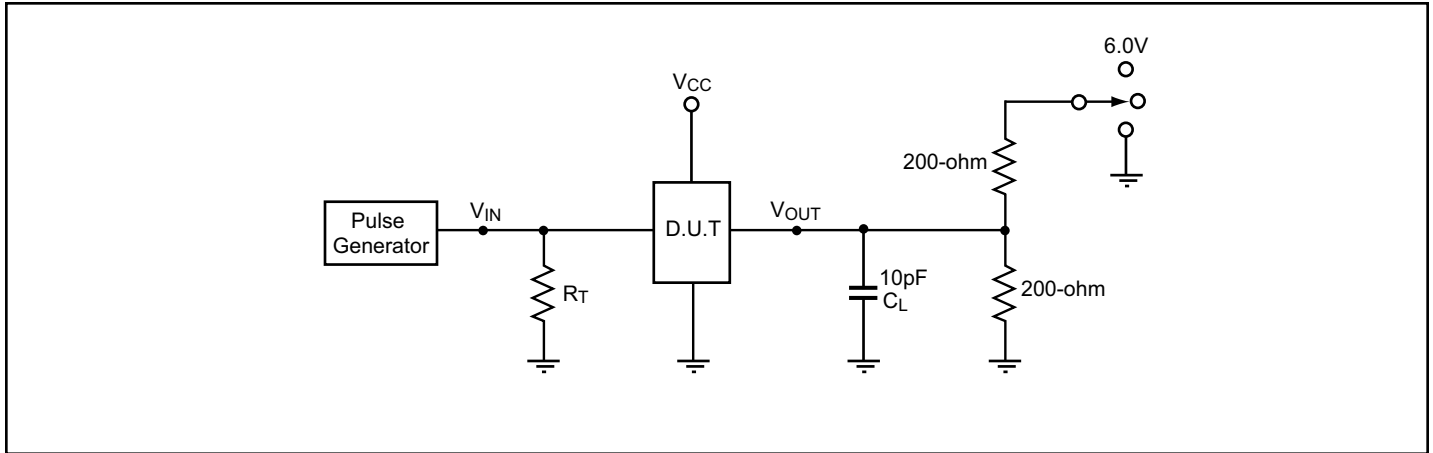 6.0V
VCC
200-ohm
Pulse
Generator
VIN
D.U.T
VOUT
RT
10pF
CL
200-ohm